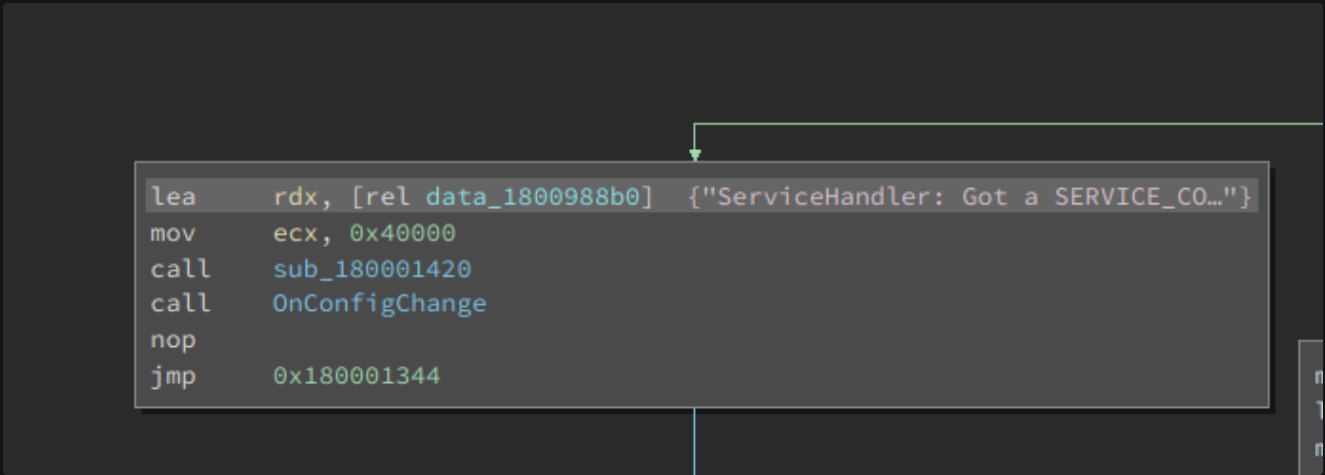 lea rdx, [rel data_1800988b0] {"ServiceHandler: Got a SERVICE_CO…"}
mov ecx, 0x40000
call sub_180001420
call OnConfigChange
nop
jmp 0x180001344